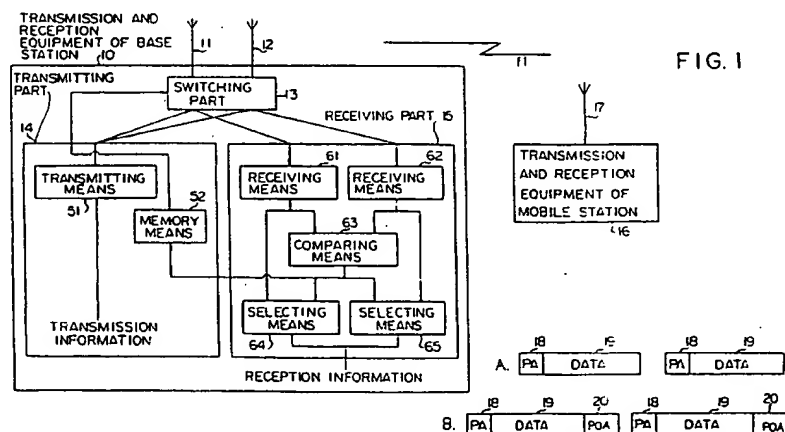 TRANSMISSION AND
RECEPTION
EQUIPMENT OF BASE
STATION
10
11
12
11
FIG. 1
TRANSMITTING
PART
SWITCHING
PART
13
RECEIVING PART 15
17
14
TRANSMITTING
MEANS
51
52
MEMORY
MEANS
61
RECEIVING
MEANS
62
RECEIVING
MEANS
63
COMPARING
MEANS
SELECTING
MEANS
64
SELECTING
MEANS
65
TRANSMISSION
INFORMATION
RECEPTION INFORMATION
TRANSMISSION
AND RECEPTION
EQUIPMENT OF
MOBILE STATION
16
18 19 18 19
A. PA DATA PA DATA
18 19 20 18 19 20
B. PA DATA POA PA DATA POA